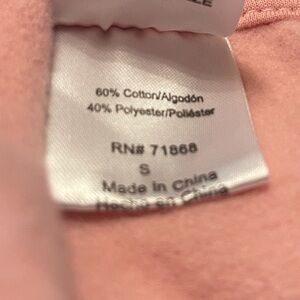 60% Cotton/Algodón
40% Polyester/Poliéster
RN# 71868
S
Made in China
Hecho en China